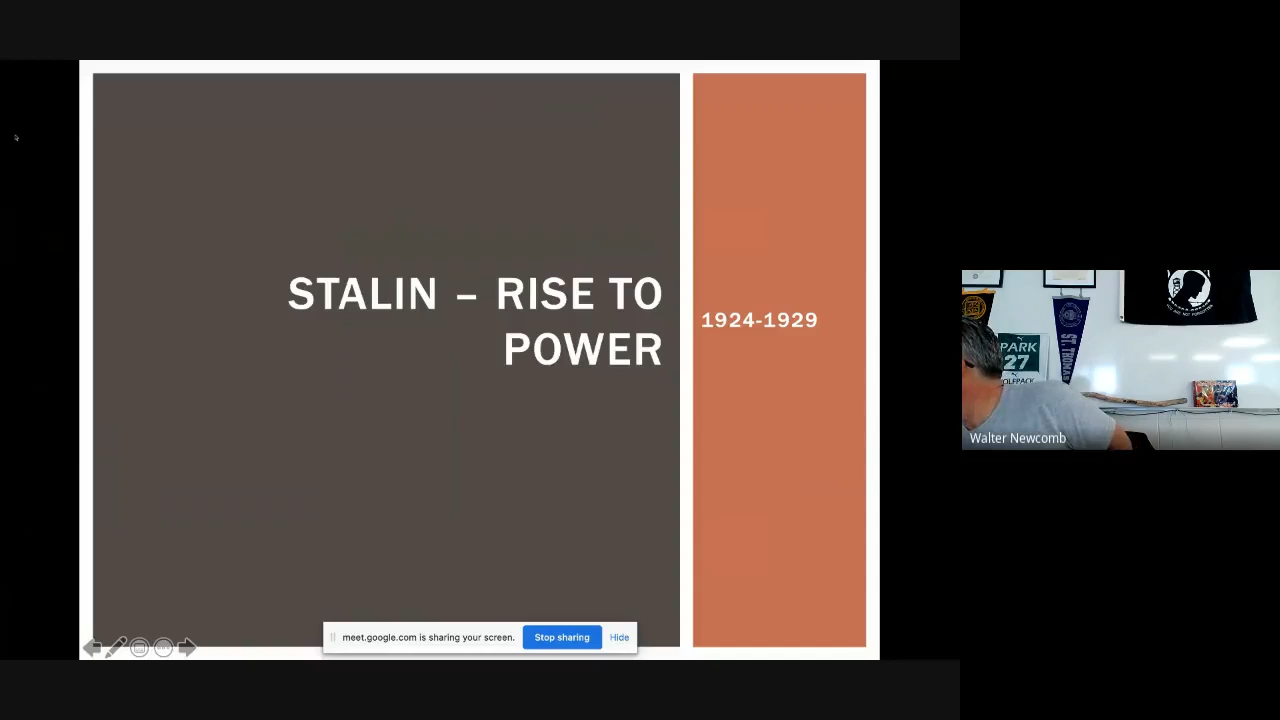 STALIN – RISE TO
POWER
1924-1929
meet.google.com is sharing your screen.
Stop sharing
Hide
PARK
27
ST. THOMAS
Walter Newcomb